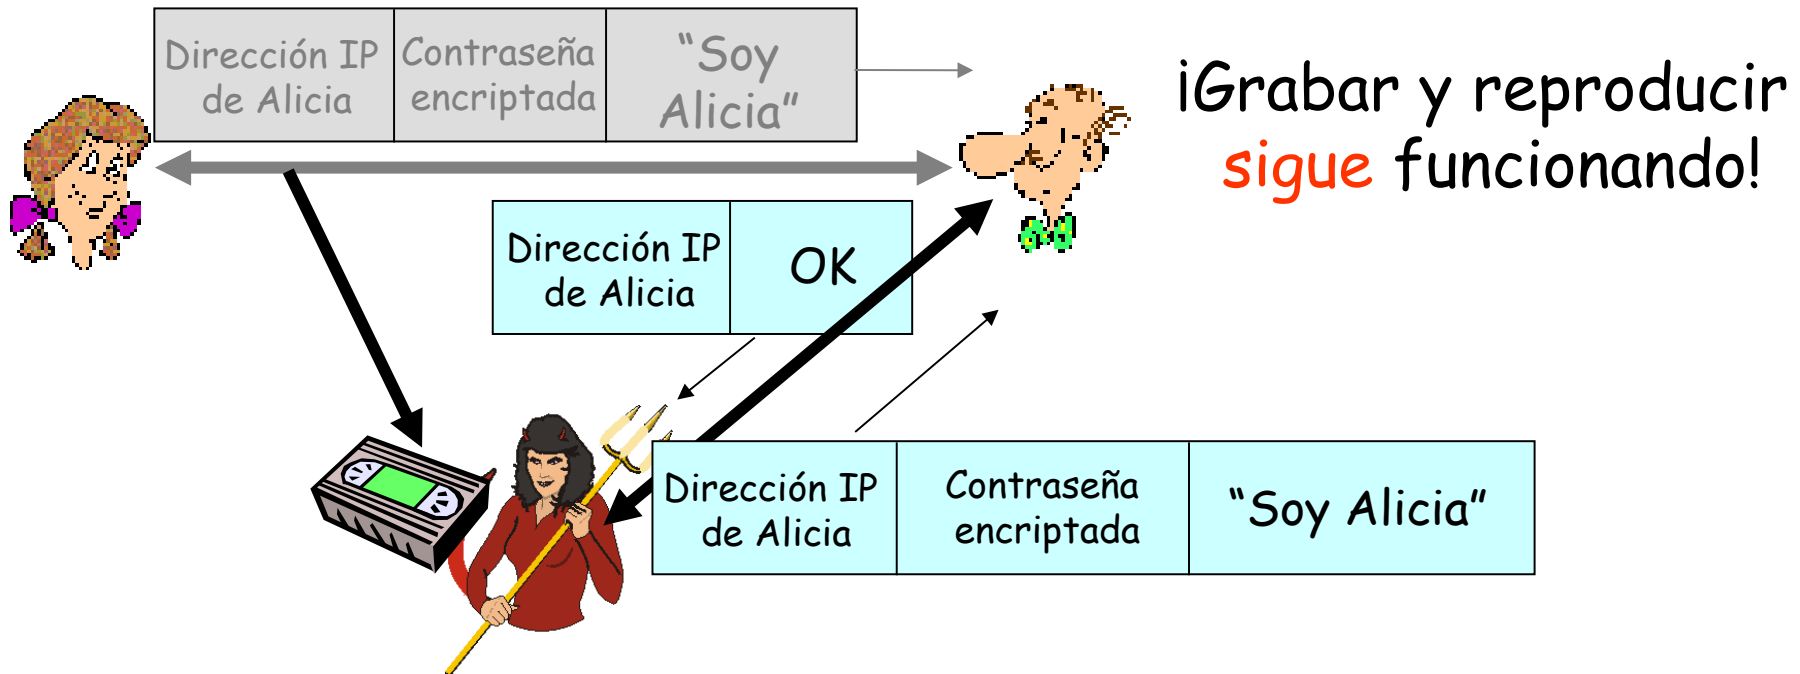 Dirección IP
de Alicia
Contraseña
encriptada
“Soy
Alicia”
¡Grabar y reproducir
sigue funcionando!
Dirección IP
de Alicia
OK
Dirección IP
de Alicia
Contraseña
encriptada
“Soy Alicia”